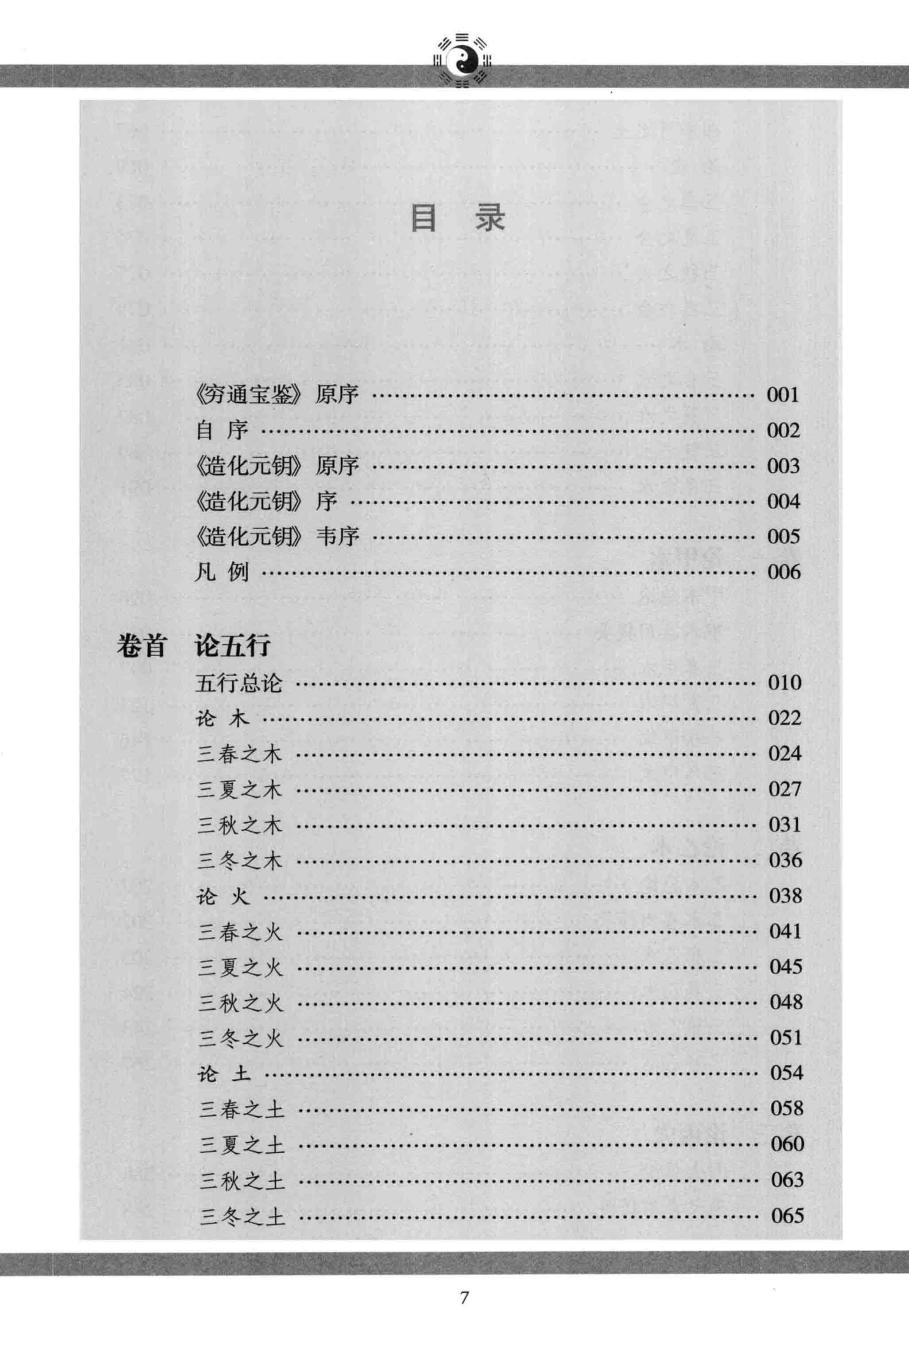 目 录
《穷通宝鉴》原序 …… 001
自 序 …… 002
《造化元钥》原序 …… 003
《造化元钥》序 …… 004
《造化元钥》韦序 …… 005
凡 例 …… 006
卷首 论五行
五行总论 …… 010
论 木 …… 022
三春之木 …… 024
三夏之木 …… 027
三秋之木 …… 031
三冬之木 …… 036
论 火 …… 038
三春之火 …… 041
三夏之火 …… 045
三秋之火 …… 048
三冬之火 …… 051
论 土 …… 054
三春之土 …… 058
三夏之土 …… 060
三秋之土 …… 063
三冬之土 …… 065
7